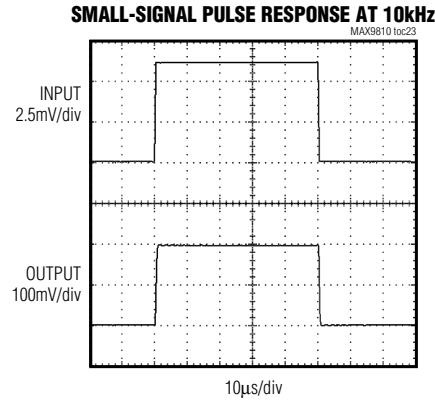 SMALL-SIGNAL PULSE RESPONSE AT 10kHz
MAX9810 toc23
INPUT
2.5mV/div
OUTPUT
100mV/div
10μs/div